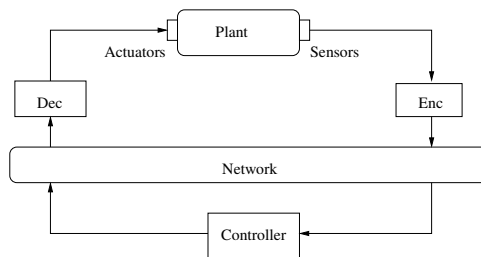 Plant
Actuators
Sensors
Dec
Enc
Network
Controller